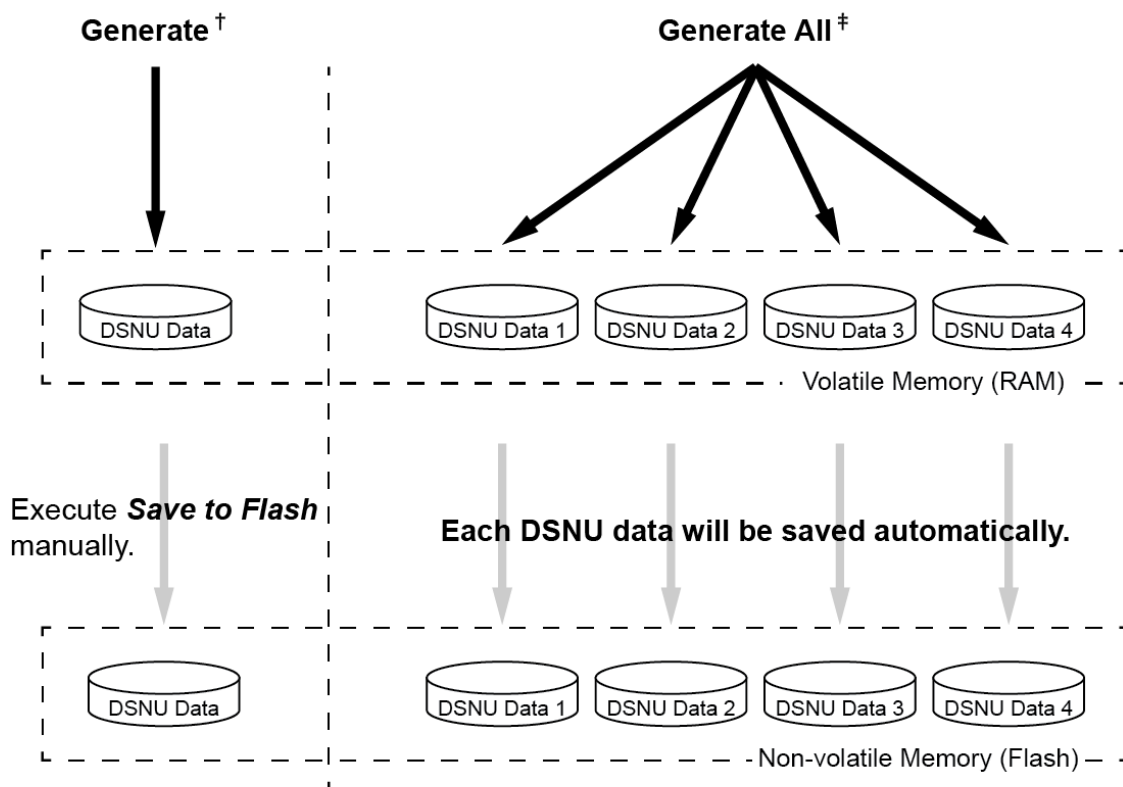 Generate †
Generate All ‡
DSNU Data
DSNU Data 1
DSNU Data 2
DSNU Data 3
DSNU Data 4
Volatile Memory (RAM)
Execute Save to Flash
manually.
Each DSNU data will be saved automatically.
DSNU Data
DSNU Data 1
DSNU Data 2
DSNU Data 3
DSNU Data 4
Non-volatile Memory (Flash)